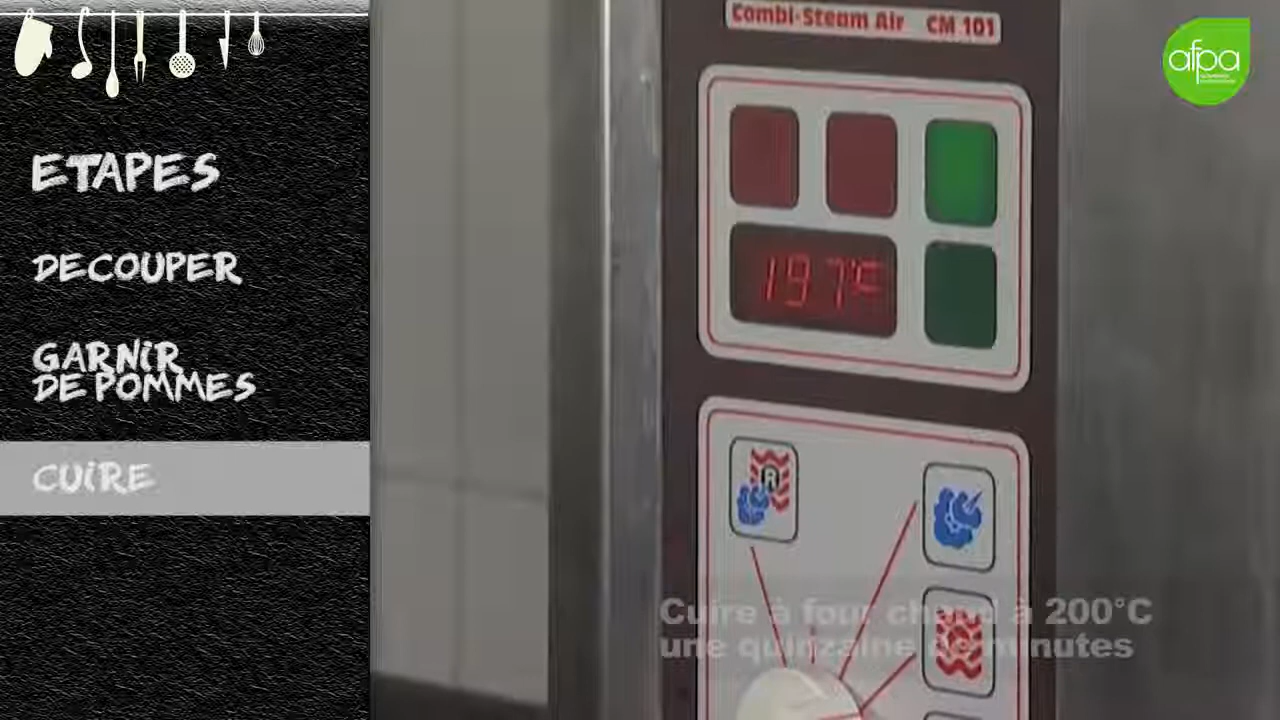 ETAPES
DECOUPER
GARNIR
DE POMMES
CUIRE
Combi-Steam Air CM 101
afpa
197°C
R
Cuire à four chaud à 200°C
une quinzaine de minutes